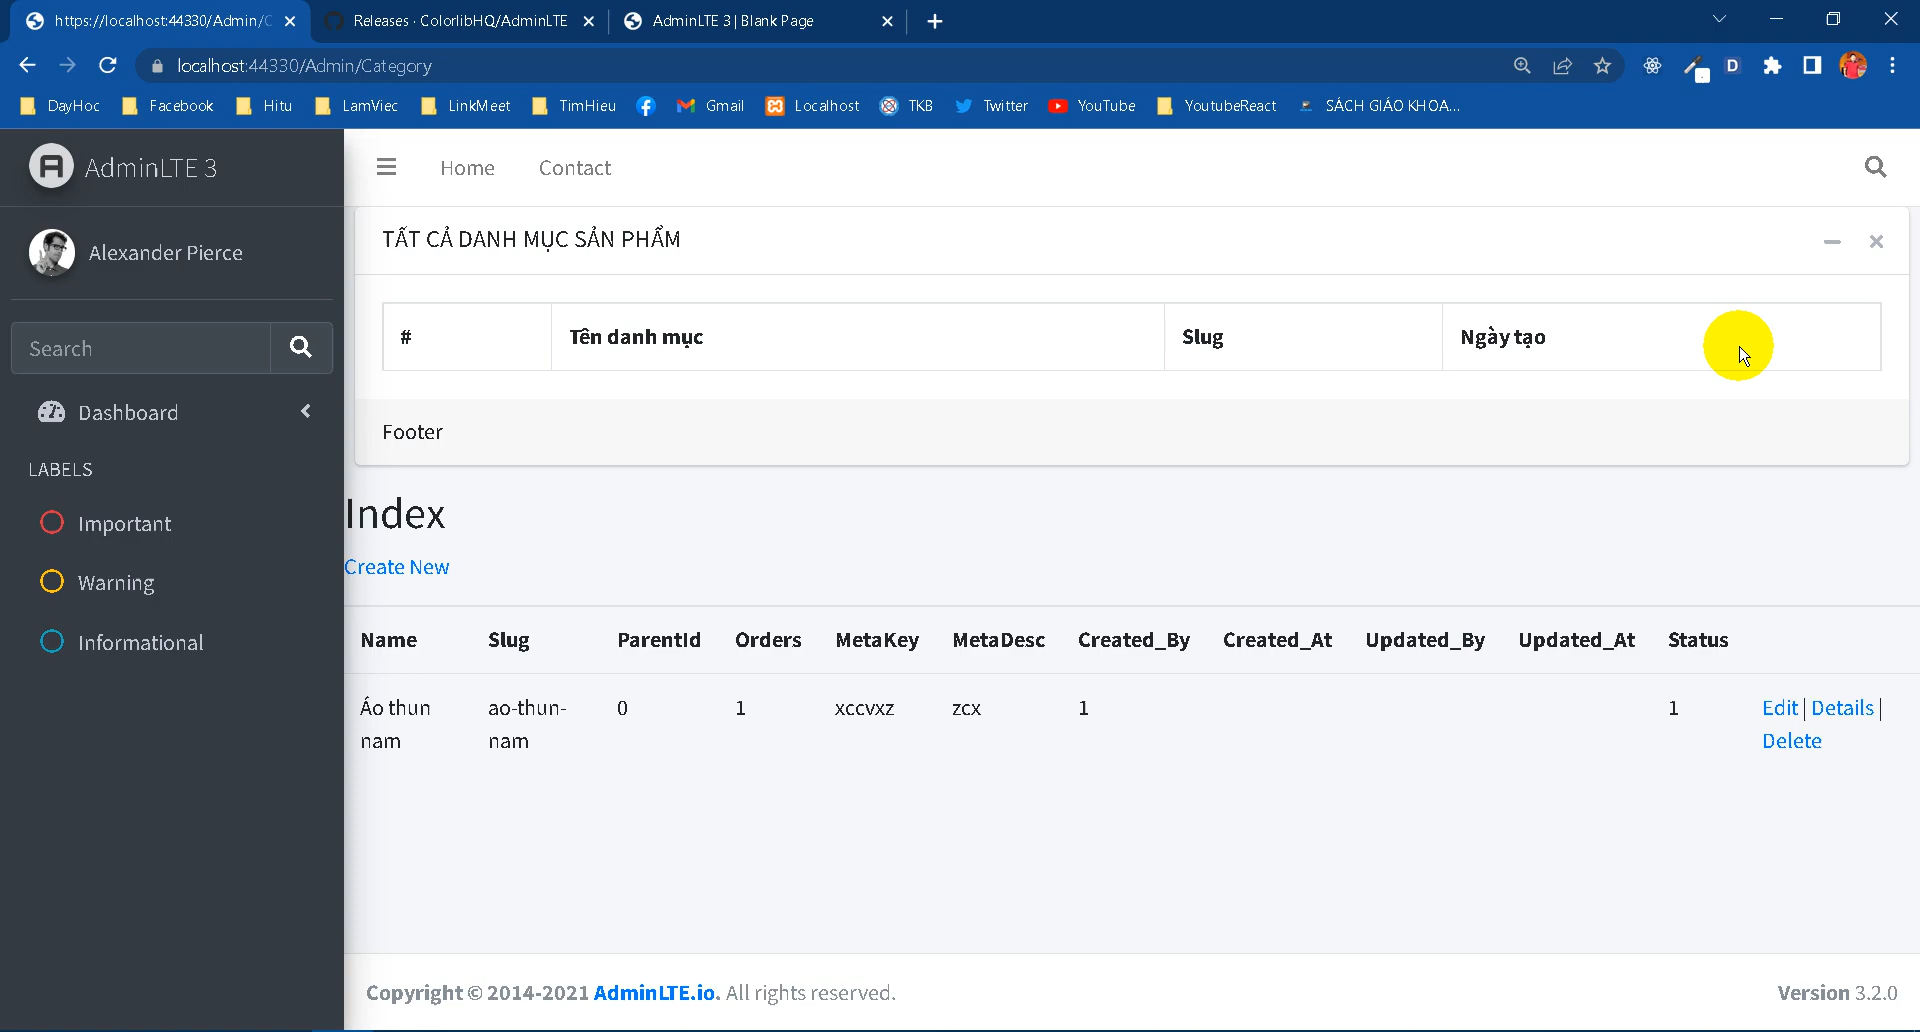 https://localhost:44330/Admin/C
Releases · ColorlibHQ/AdminLTE
AdminLTE 3 | Blank Page
localhost:44330/Admin/Category
D
DayHoc
Facebook
Hitu
LamViec
LinkMeet
TimHieu
Gmail
Localhost
TKB
Twitter
YouTube
YoutubeReact
SÁCH GIÁO KHOA...
AdminLTE 3
Home
Contact
Alexander Pierce
Search
Dashboard
LABELS
Important
Warning
Informational
TẤT CẢ DANH MỤC SẢN PHẨM
# Tên danh mục Slug Ngày tạo
Footer
Index
Create New
Name Slug ParentId Orders MetaKey MetaDesc Created_By Created_At Updated_By Updated_At Status
Áo thun ao-thun- 0 1 xccvxz zcx 1 1 Edit | Details |
nam nam Delete
Copyright © 2014-2021 AdminLTE.io. All rights reserved.
Version 3.2.0